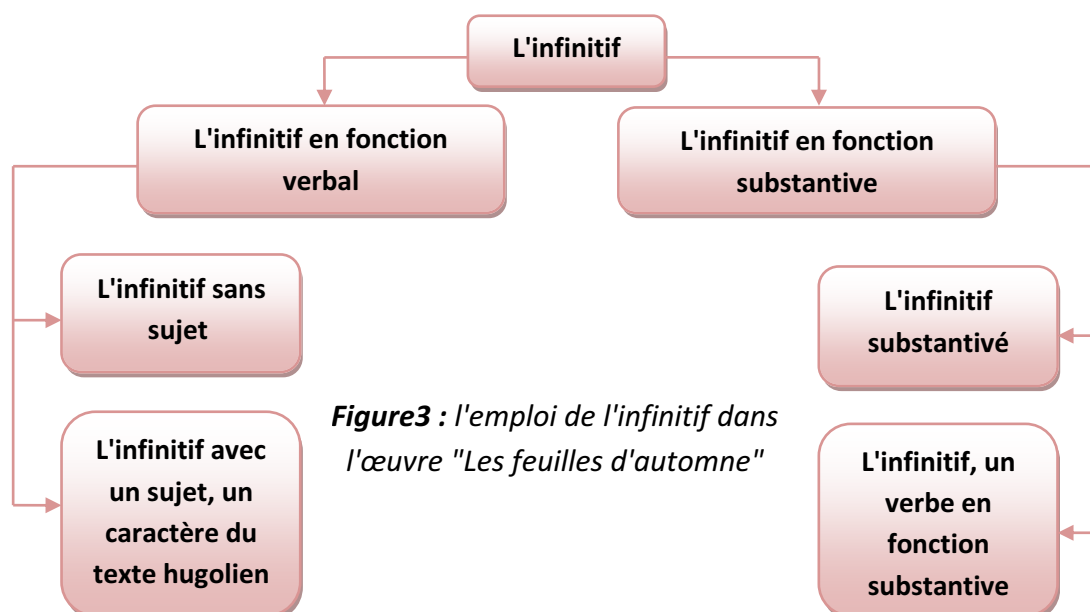 L'infinitif
L'infinitif en fonction
verbal
L'infinitif en fonction
substantive
L'infinitif sans
sujet
L'infinitif
substantivé
Figure3 : l'emploi de l'infinitif dans
l'œuvre "Les feuilles d'automne"
L'infinitif avec
un sujet, un
caractère du
texte hugolien
L'infinitif, un
verbe en
fonction
substantive